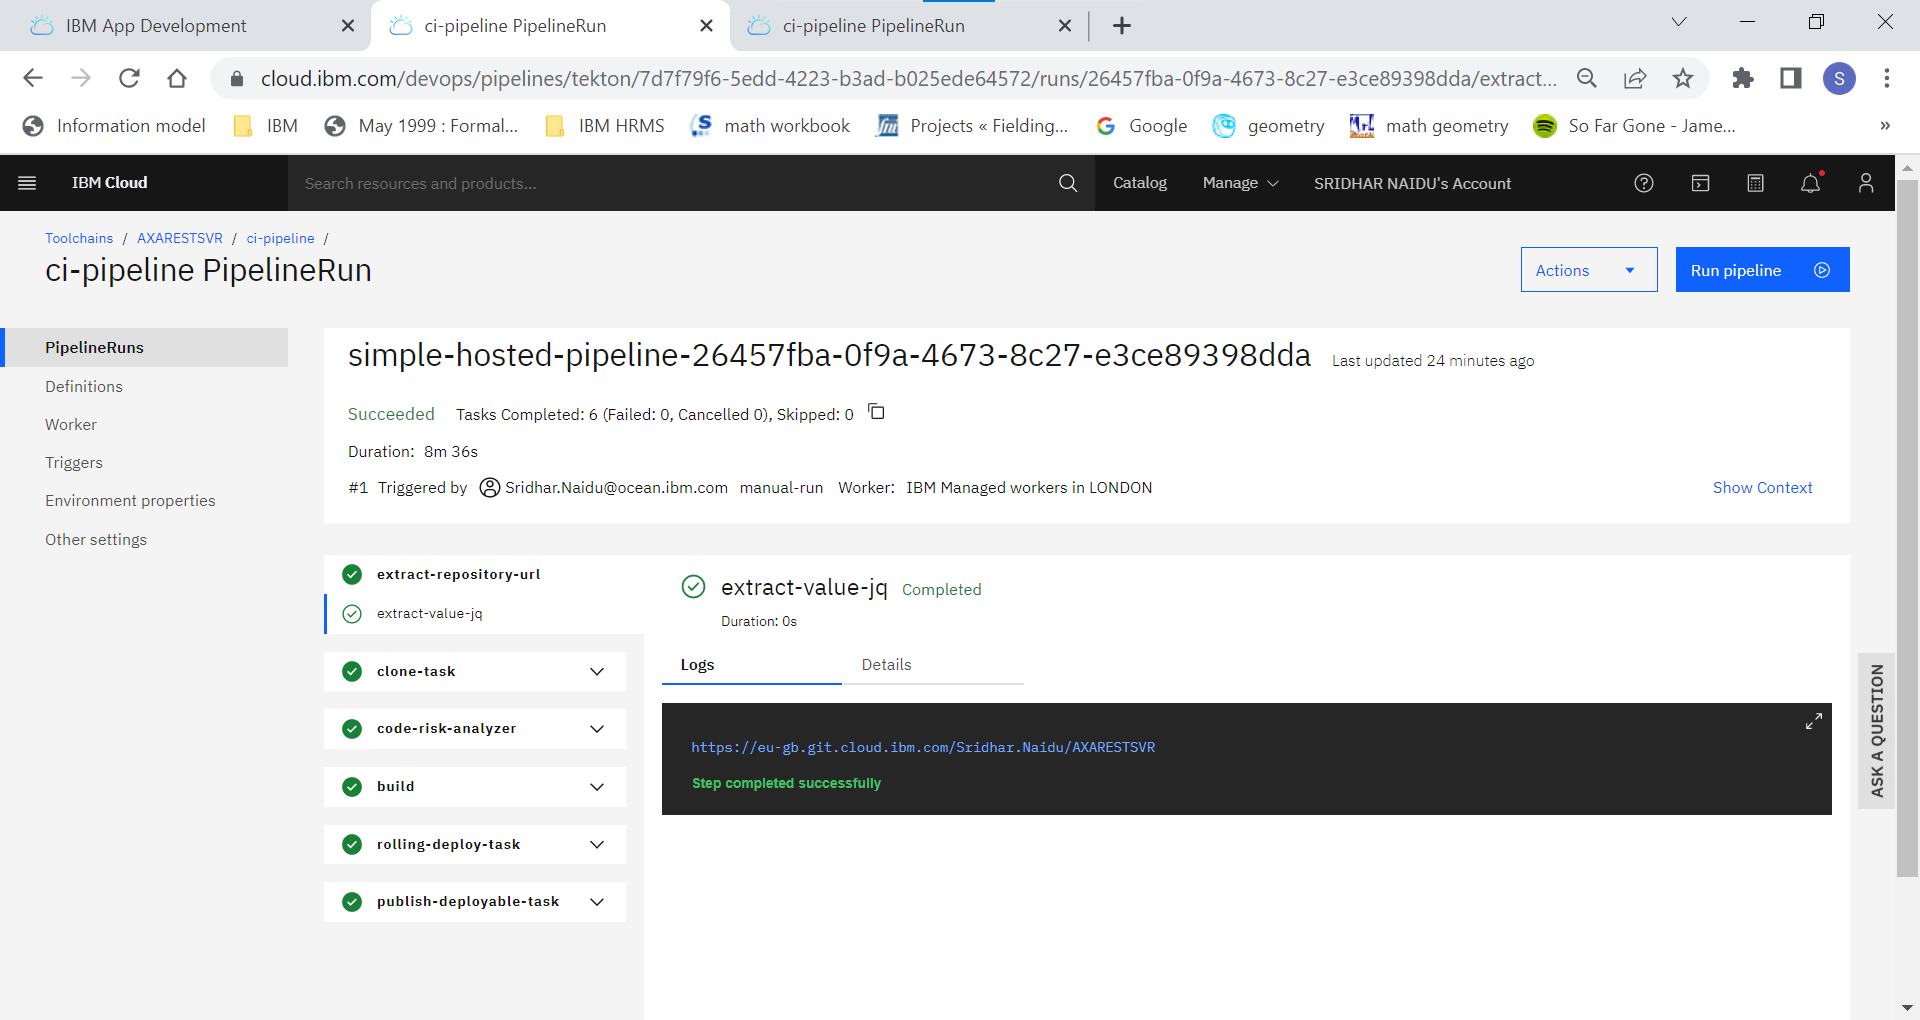 IBM App Development
ci-pipeline PipelineRun
ci-pipeline PipelineRun
cloud.ibm.com/devops/pipelines/tekton/7d7f79f6-5edd-4223-b3ad-b025ede64572/runs/26457fba-0f9a-4673-8c27-e3ce89398dda/extract...
S
Information model
IBM
May 1999 : Formal...
IBM HRMS
math workbook
Projects « Fielding...
Google
geometry
math geometry
So Far Gone - Jame...
»
IBM Cloud
Search resources and products...
Catalog
Manage
SRIDHAR NAIDU's Account
Toolchains / AXARESTSVR / ci-pipeline /
ci-pipeline PipelineRun
Actions
Run pipeline
PipelineRuns
Definitions
Worker
Triggers
Environment properties
Other settings
simple-hosted-pipeline-26457fba-0f9a-4673-8c27-e3ce89398dda Last updated 24 minutes ago
Succeeded Tasks Completed: 6 (Failed: 0, Cancelled 0), Skipped: 0
Duration: 8m 36s
#1 Triggered by Sridhar.Naidu@ocean.ibm.com manual-run Worker: IBM Managed workers in LONDON
Show Context
extract-repository-url
extract-value-jq
clone-task
code-risk-analyzer
build
rolling-deploy-task
publish-deployable-task
extract-value-jq Completed
Duration: 0s
Logs
Details
https://eu-gb.git.cloud.ibm.com/Sridhar.Naidu/AXARESTSVR
Step completed successfully
ASK A QUESTION